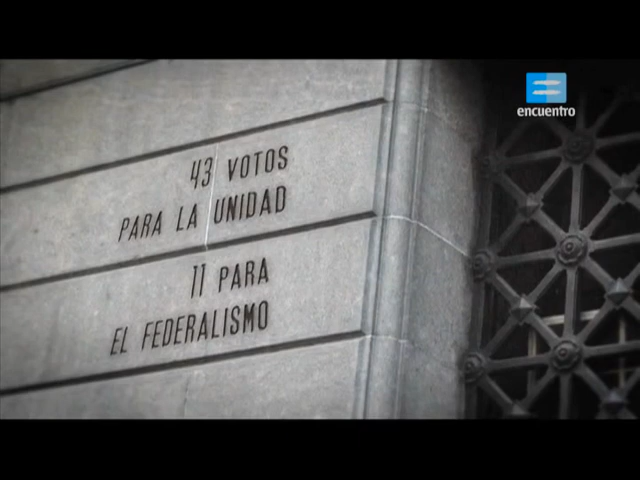 encuentro
43 VOTOS
PARA LA UNIDAD
11 PARA
EL FEDERALISMO